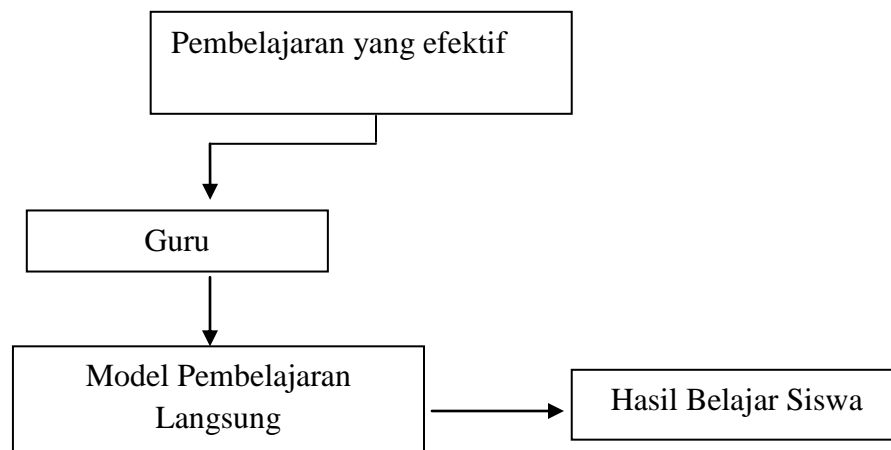 Pembelajaran yang efektif
Guru
Model Pembelajaran
Langsung
Hasil Belajar Siswa